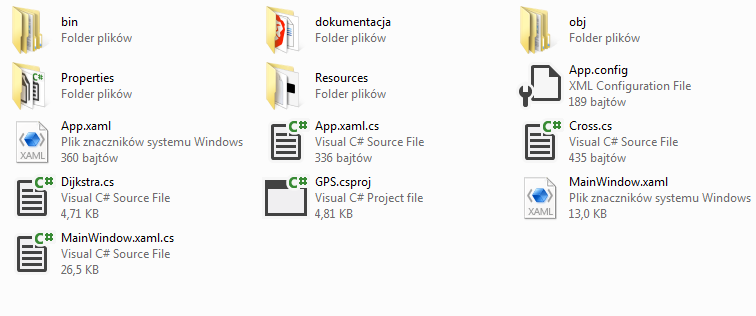 bin
Folder plików
dokumentacja
Folder plików
obj
Folder plików
Properties
Folder plików
Resources
Folder plików
App.config
XML Configuration File
189 bajtów
App.xaml
Plik znaczników systemu Windows
360 bajtów
App.xaml.cs
Visual C# Source File
336 bajtów
Cross.cs
Visual C# Source File
435 bajtów
Dijkstra.cs
Visual C# Source File
4,71 KB
GPS.csproj
Visual C# Project file
4,81 KB
MainWindow.xaml
Plik znaczników systemu Windows
13,0 KB
MainWindow.xaml.cs
Visual C# Source File
26,5 KB